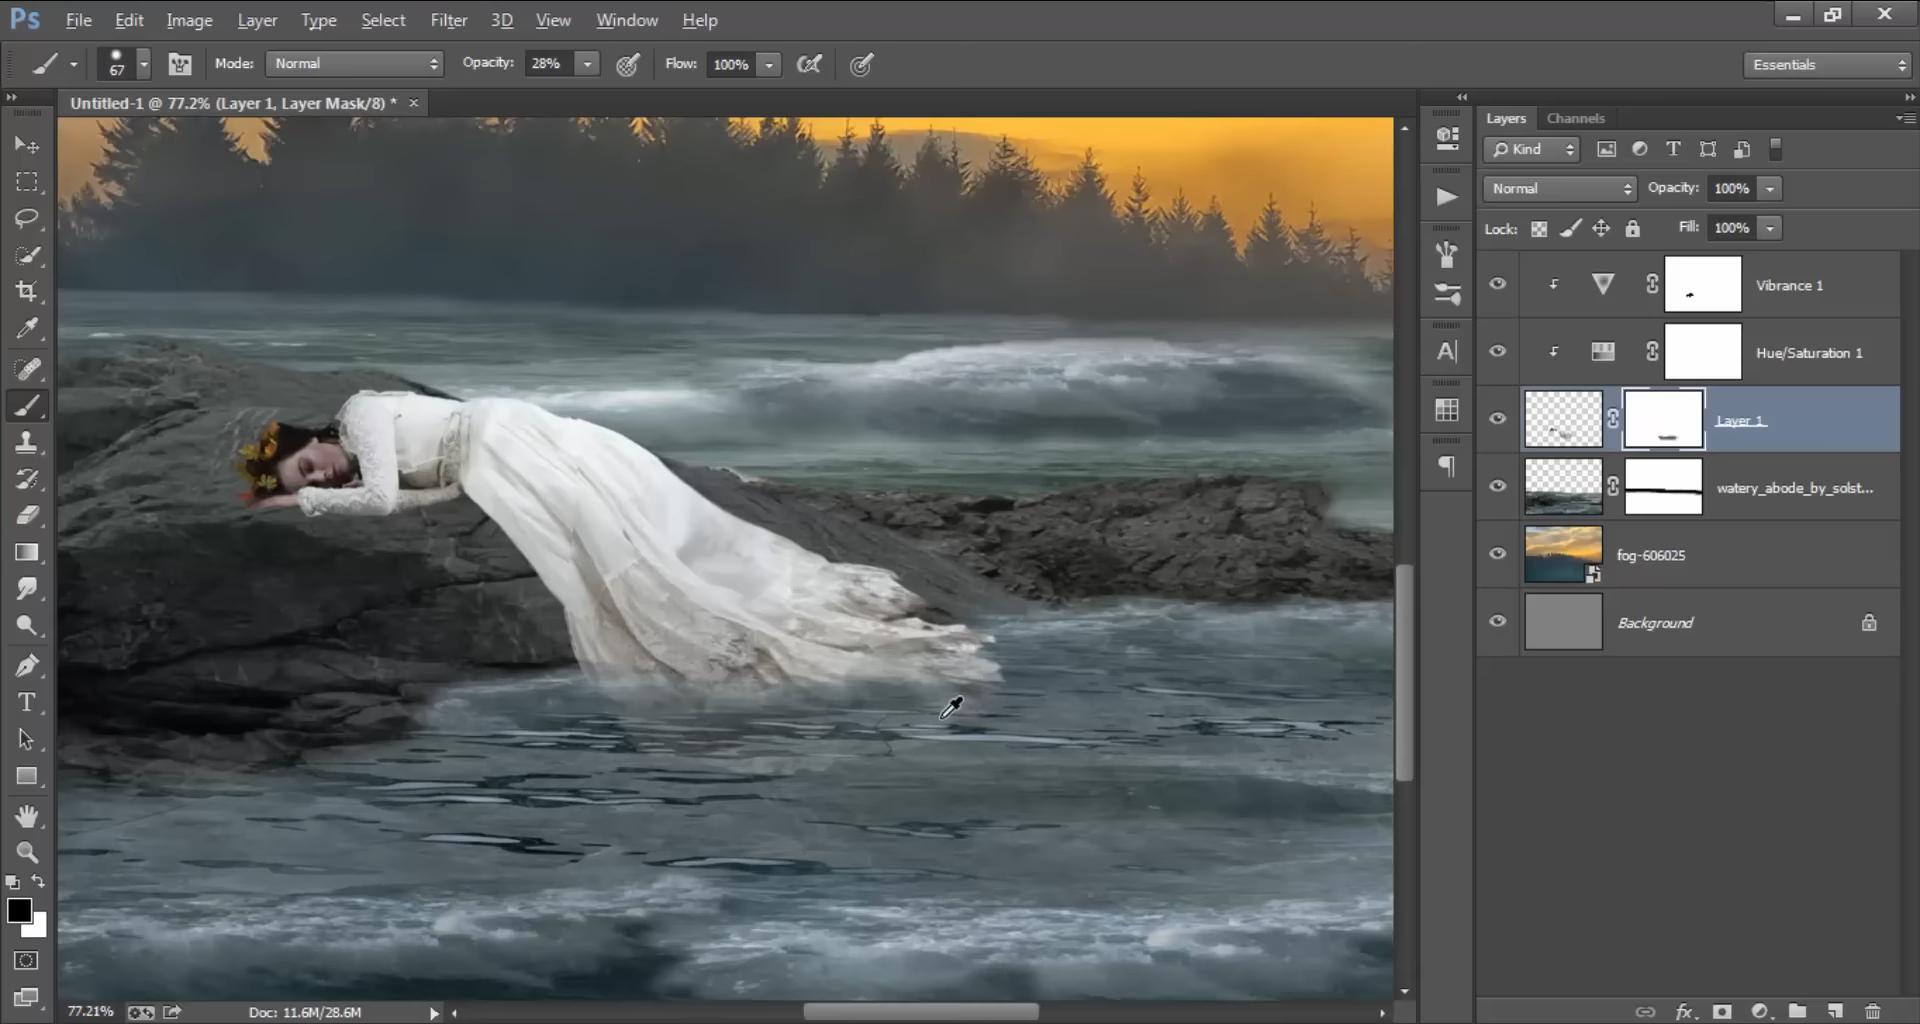 Ps File Edit Image Layer Type Select Filter 3D View Window Help
67 Mode: Normal Opacity: 28% Flow: 100% Essentials
Untitled-1 @ 77.2% (Layer 1, Layer Mask/8) *
Layers Channels
Kind
Normal Opacity: 100%
Lock: Fill: 100%
Vibrance 1
Hue/Saturation 1
Layer 1
watery_abode_by_solst...
fog-606025
Background
77.21% Doc: 11.6M/28.6M